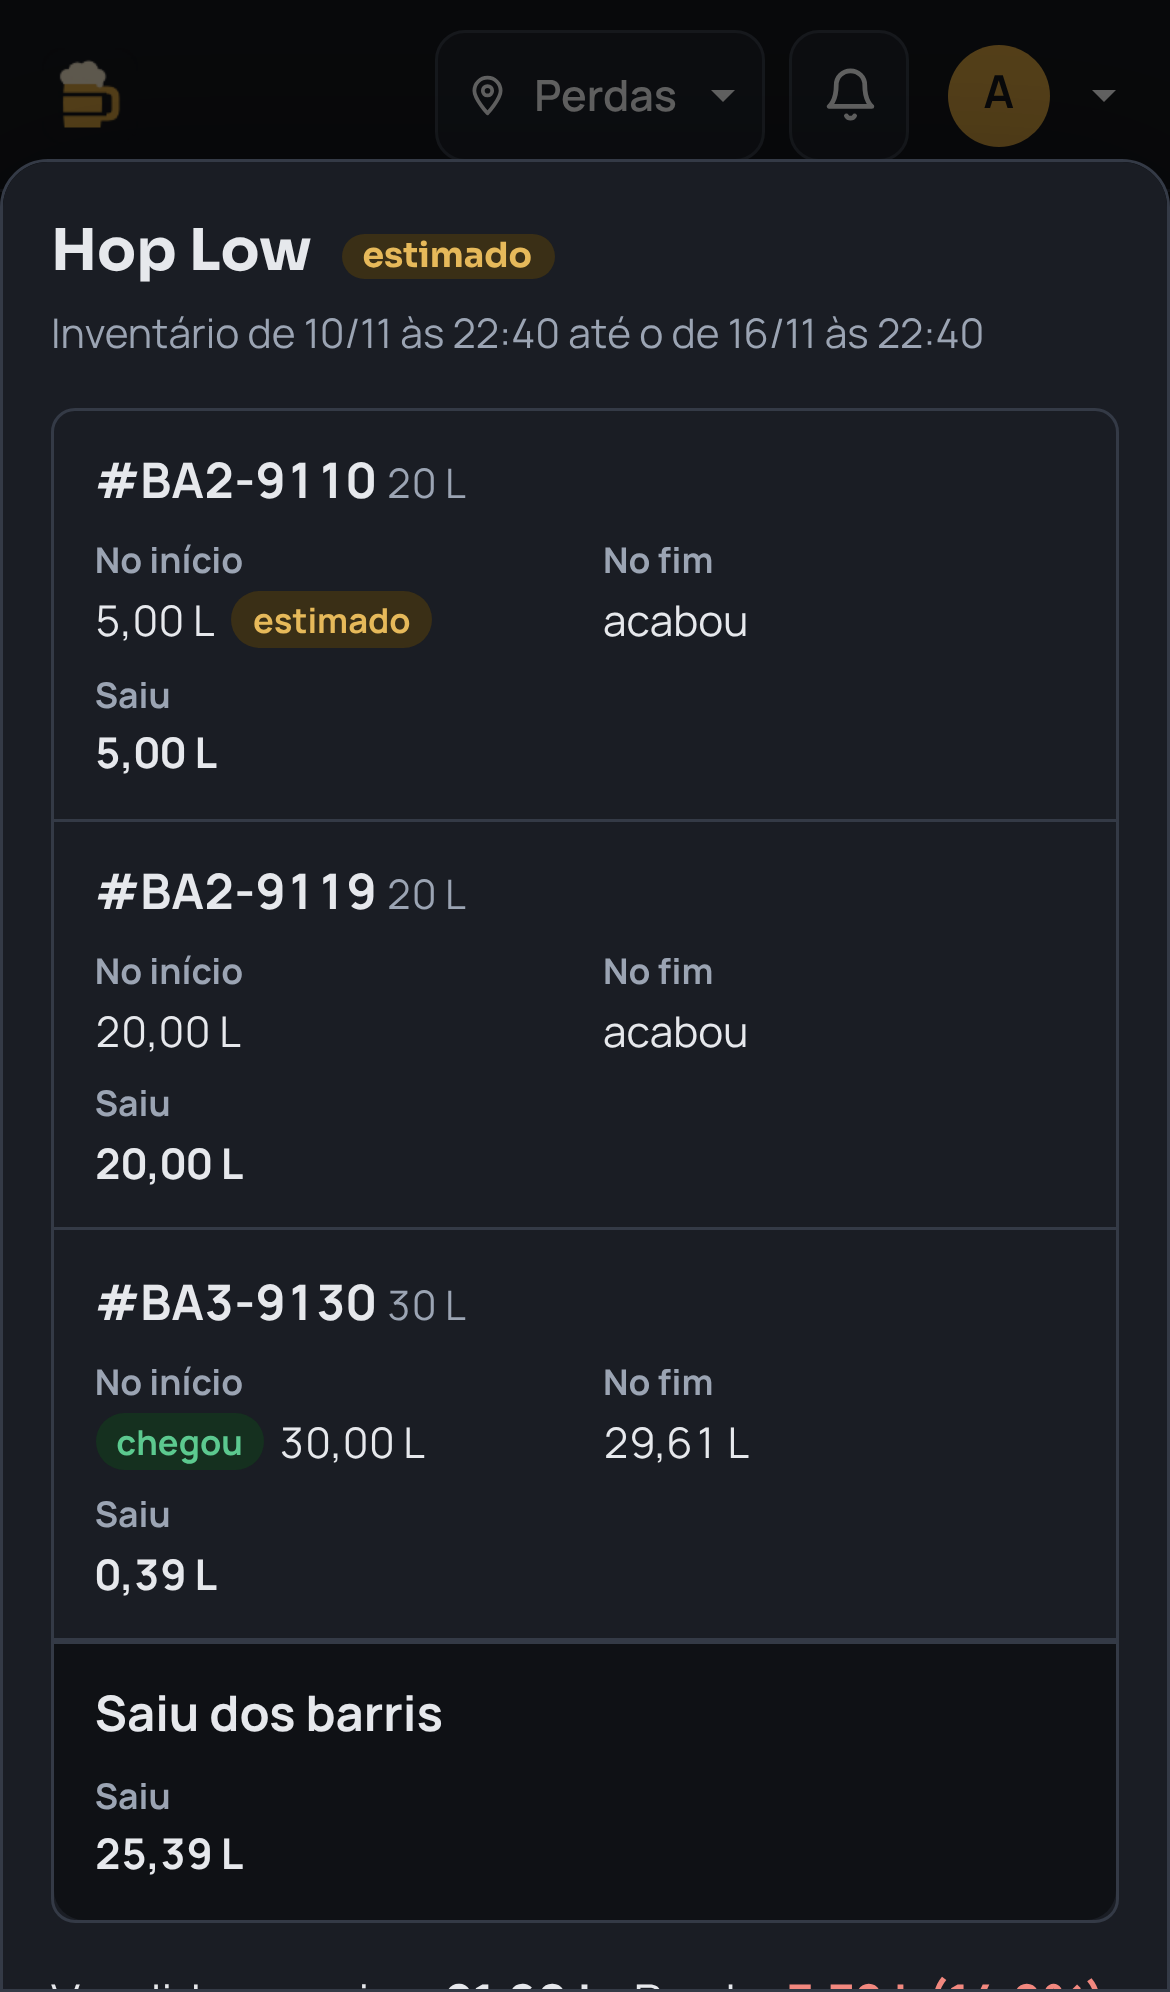 Perdas
A
Hop Low estimado
Inventário de 10/11 às 22:40 até o de 16/11 às 22:40
#BA2-9110 20 L
No início No fim
5,00 L estimado acabou
Saiu
5,00 L
#BA2-9119 20 L
No início No fim
20,00 L acabou
Saiu
20,00 L
#BA3-9130 30 L
No início No fim
chegou 30,00 L 29,61 L
Saiu
0,39 L
Saiu dos barris
Saiu
25,39 L